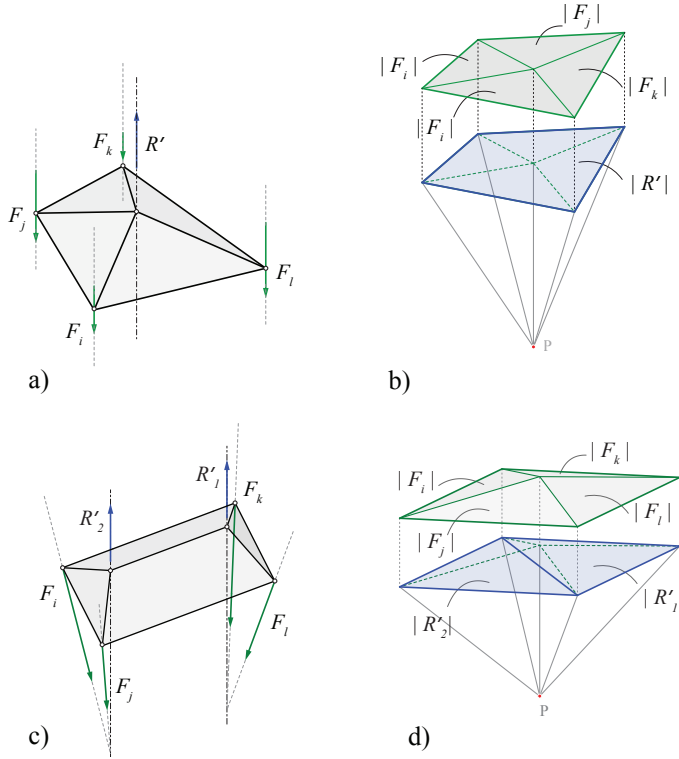 F_k
R′
F_j
F_l
F_i
a)
| F_j |
| F_i |
| F_k |
| F_i |
| R′ |
P
b)
R′_1
F_k
R′_2
F_i
F_l
F_j
c)
| F_k |
| F_i |
| F_l |
| F_j |
| R′_2 |
| R′_1 |
P
d)